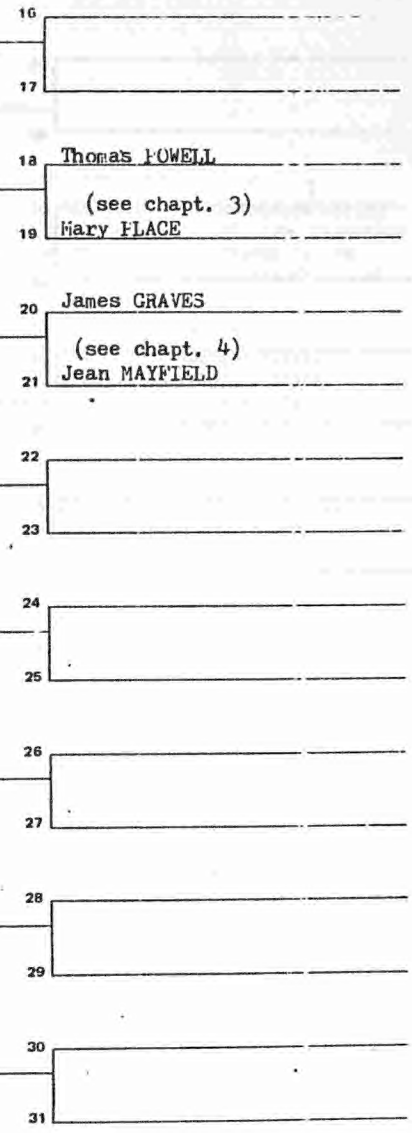 16
17
18 Thomas POWELL
(see chapt. 3)
19 Mary PLACE
20 James GRAVES
(see chapt. 4)
21 Jean MAYFIELD
22
23
24
25
26
27
28
29
30
31